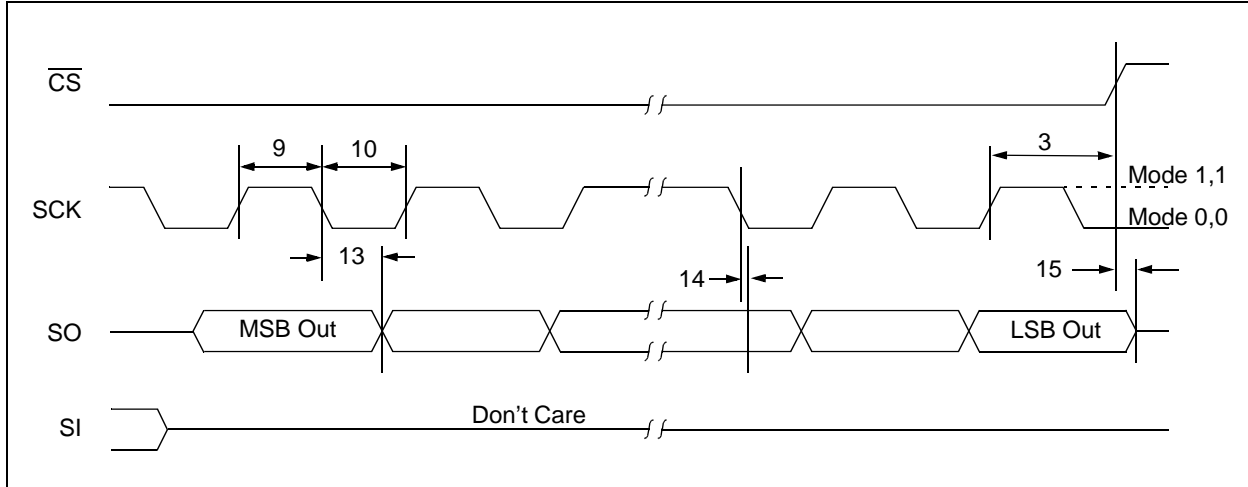 CS
9
10
3
SCK
Mode 1,1
Mode 0,0
13
14
15
SO
MSB Out
LSB Out
SI
Don't Care